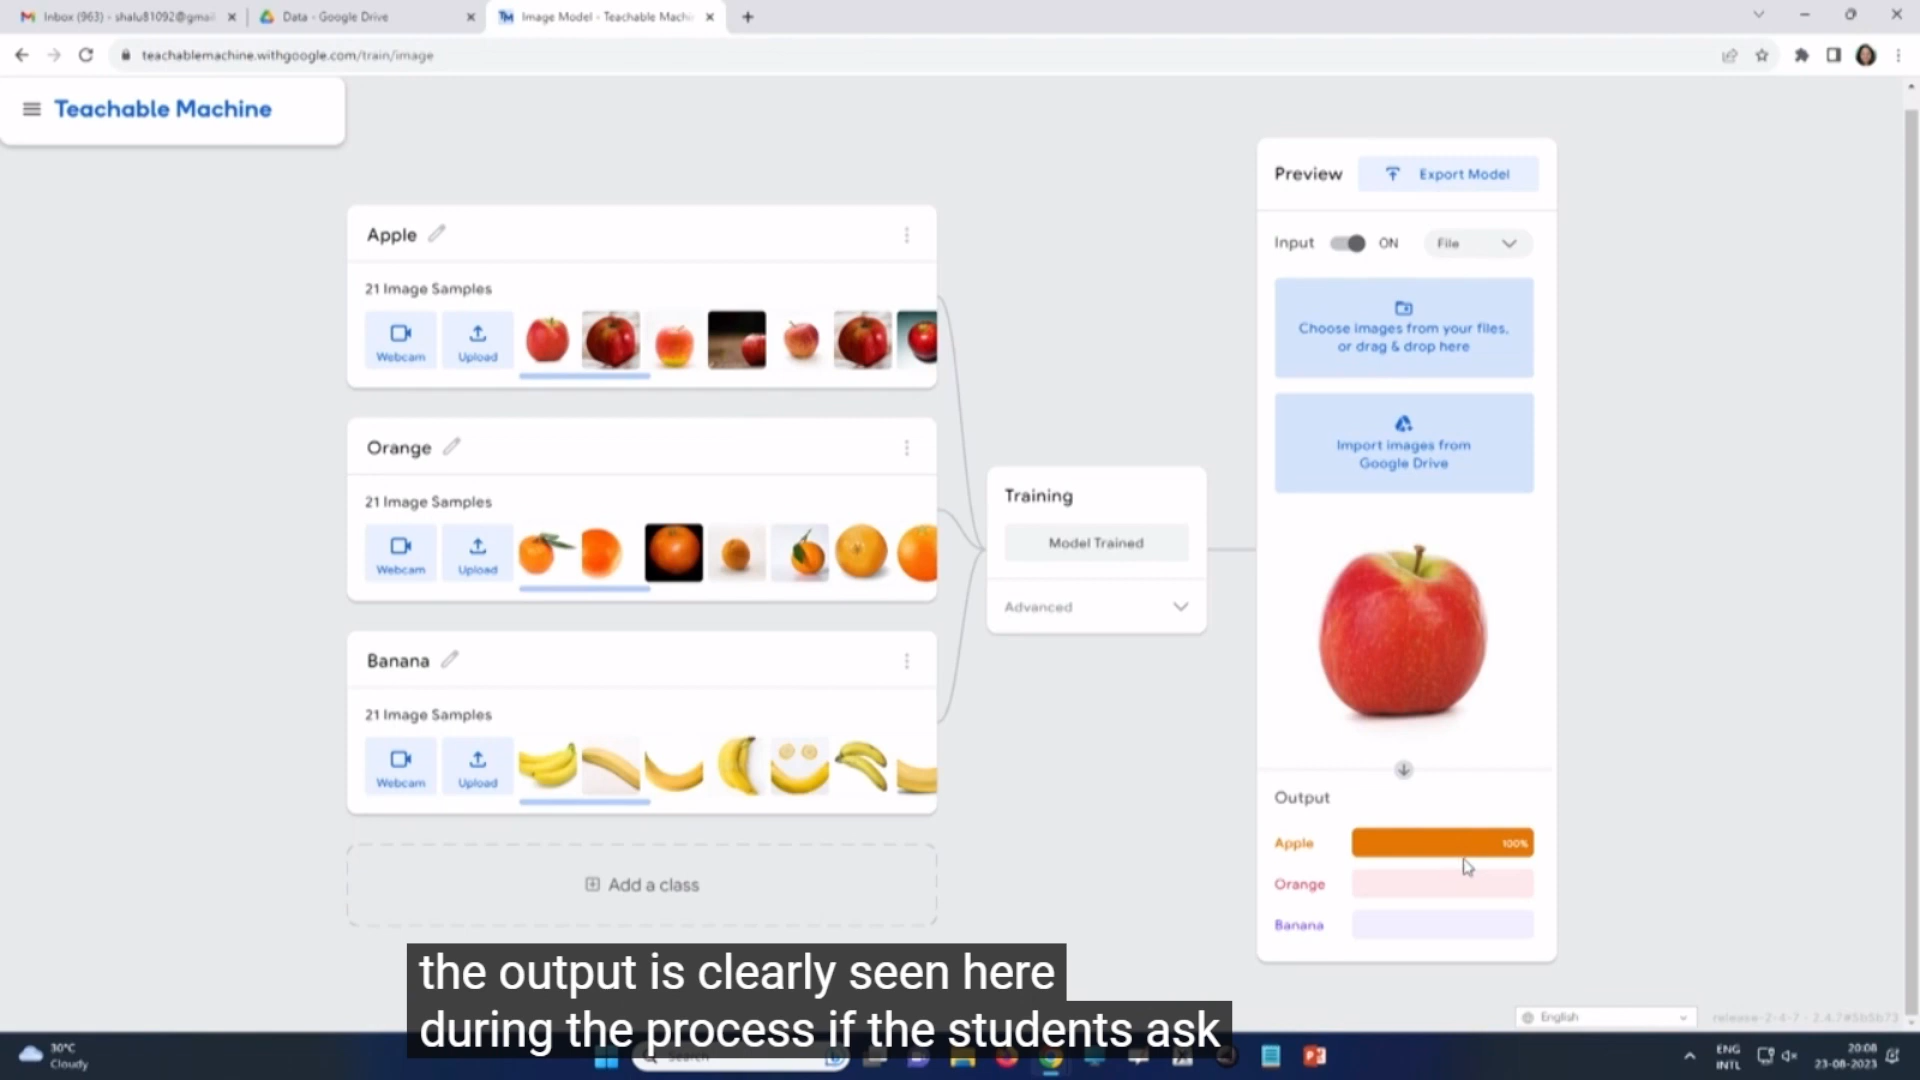 Inbox (963) - shalu81092@gmail
Data - Google Drive
Image Model - Teachable Machin
teachablemachine.withgoogle.com/train/image
Teachable Machine
Preview
Export Model
Apple
Input
ON
File
21 Image Samples
Webcam
Upload
Choose images from your files,
or drag & drop here
Orange
Import images from
Google Drive
21 Image Samples
Training
Webcam
Upload
Model Trained
Advanced
Banana
21 Image Samples
Webcam
Upload
Output
Apple
100%
Orange
Add a class
Banana
the output is clearly seen here
during the process if the students ask
English
30°C
Cloudy
Search
ENG
INTL
20:08
23-08-2023